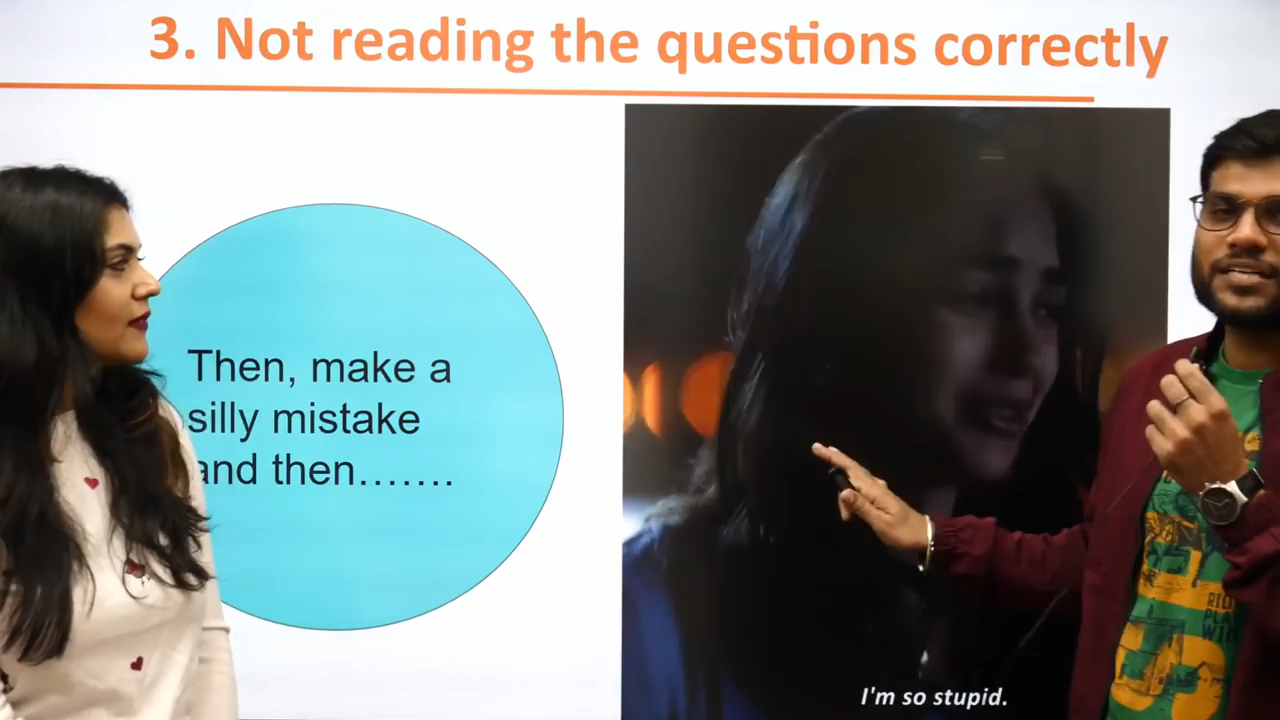 3. Not reading the questions correctly
Then, make a
silly mistake
and then…….
I'm so stupid.